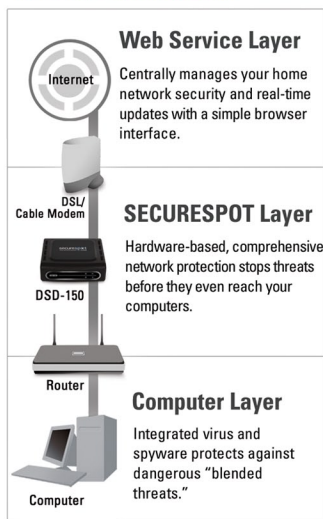 Web Service Layer
Internet
Centrally manages your home
network security and real-time
updates with a simple browser
interface.
DSL/
Cable Modem
SECURESPOT Layer
Hardware-based, comprehensive
network protection stops threats
before they even reach your
computers.
DSD-150
Router
Computer Layer
Integrated virus and
spyware protects against
dangerous “blended
threats.”
Computer